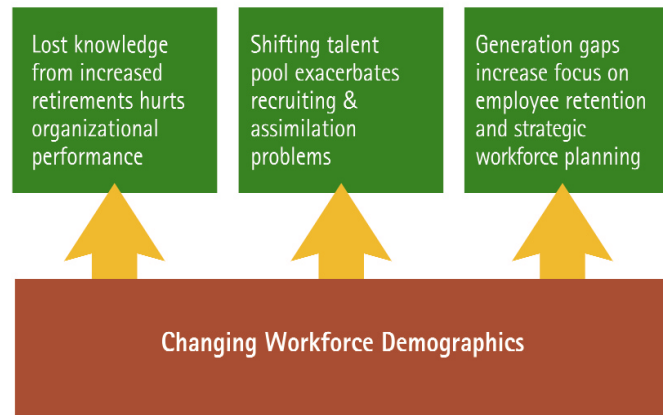 Lost knowledge
from increased
retirements hurts
organizational
performance
Shifting talent
pool exacerbates
recruiting &
assimilation
problems
Generation gaps
increase focus on
employee retention
and strategic
workforce planning
Changing Workforce Demographics